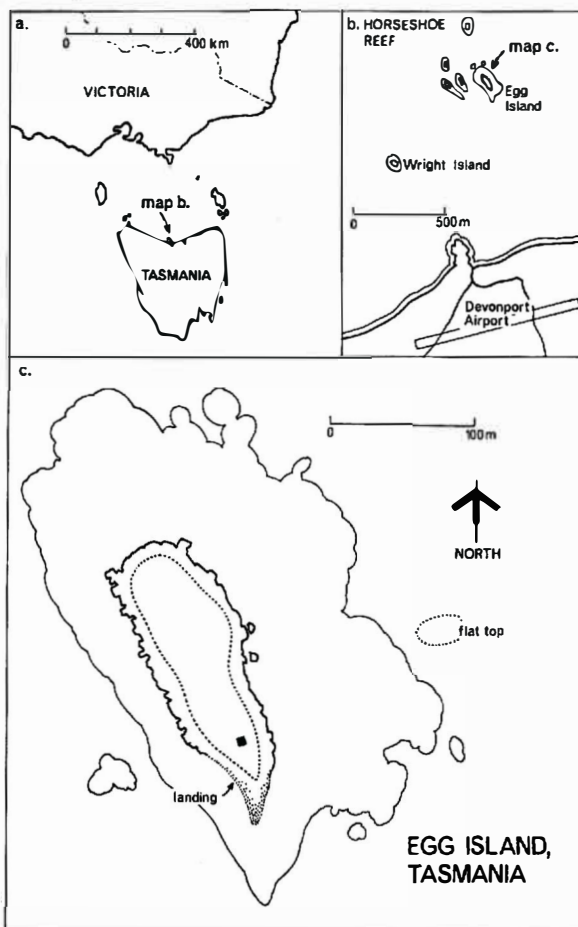 a.
0 400 km
VICTORIA
map b.
TASMANIA
b. HORSESHOE
REEF
map c.
Egg
Island
Wright Island
0 500m
Devonport
Airport
c.
0 100m
NORTH
flat top
landing
EGG ISLAND,
TASMANIA